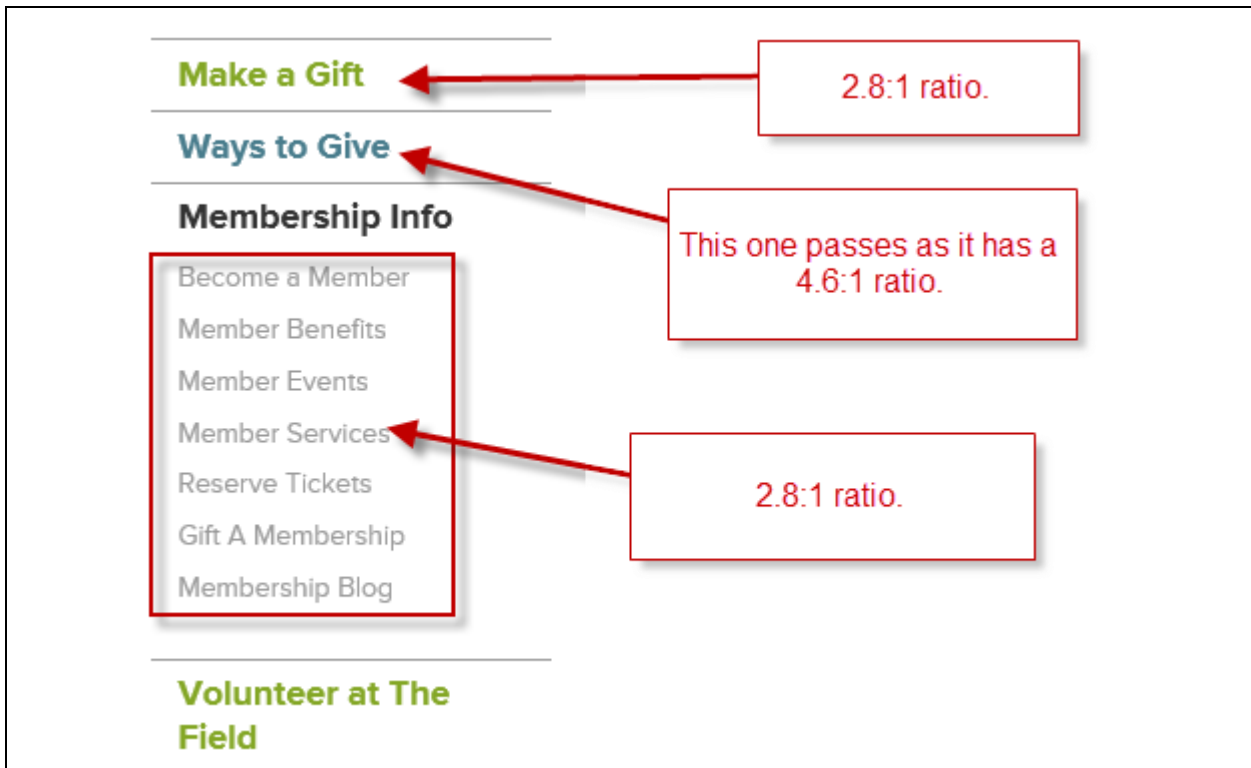 Make a Gift
2.8:1 ratio.
Ways to Give
This one passes as it has a
4.6:1 ratio.
Membership Info
Become a Member
Member Benefits
Member Events
Member Services
2.8:1 ratio.
Reserve Tickets
Gift A Membership
Membership Blog
Volunteer at The
Field